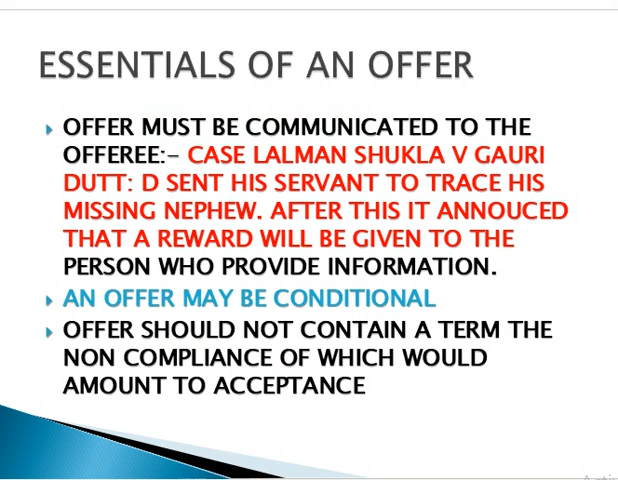 ESSENTIALS OF AN OFFER
OFFER MUST BE COMMUNICATED TO THE
OFFEREE:- CASE LALMAN SHUKLA V GAURI
DUTT: D SENT HIS SERVANT TO TRACE HIS
MISSING NEPHEW. AFTER THIS IT ANNOUCED
THAT A REWARD WILL BE GIVEN TO THE
PERSON WHO PROVIDE INFORMATION.
AN OFFER MAY BE CONDITIONAL
OFFER SHOULD NOT CONTAIN A TERM THE
NON COMPLIANCE OF WHICH WOULD
AMOUNT TO ACCEPTANCE